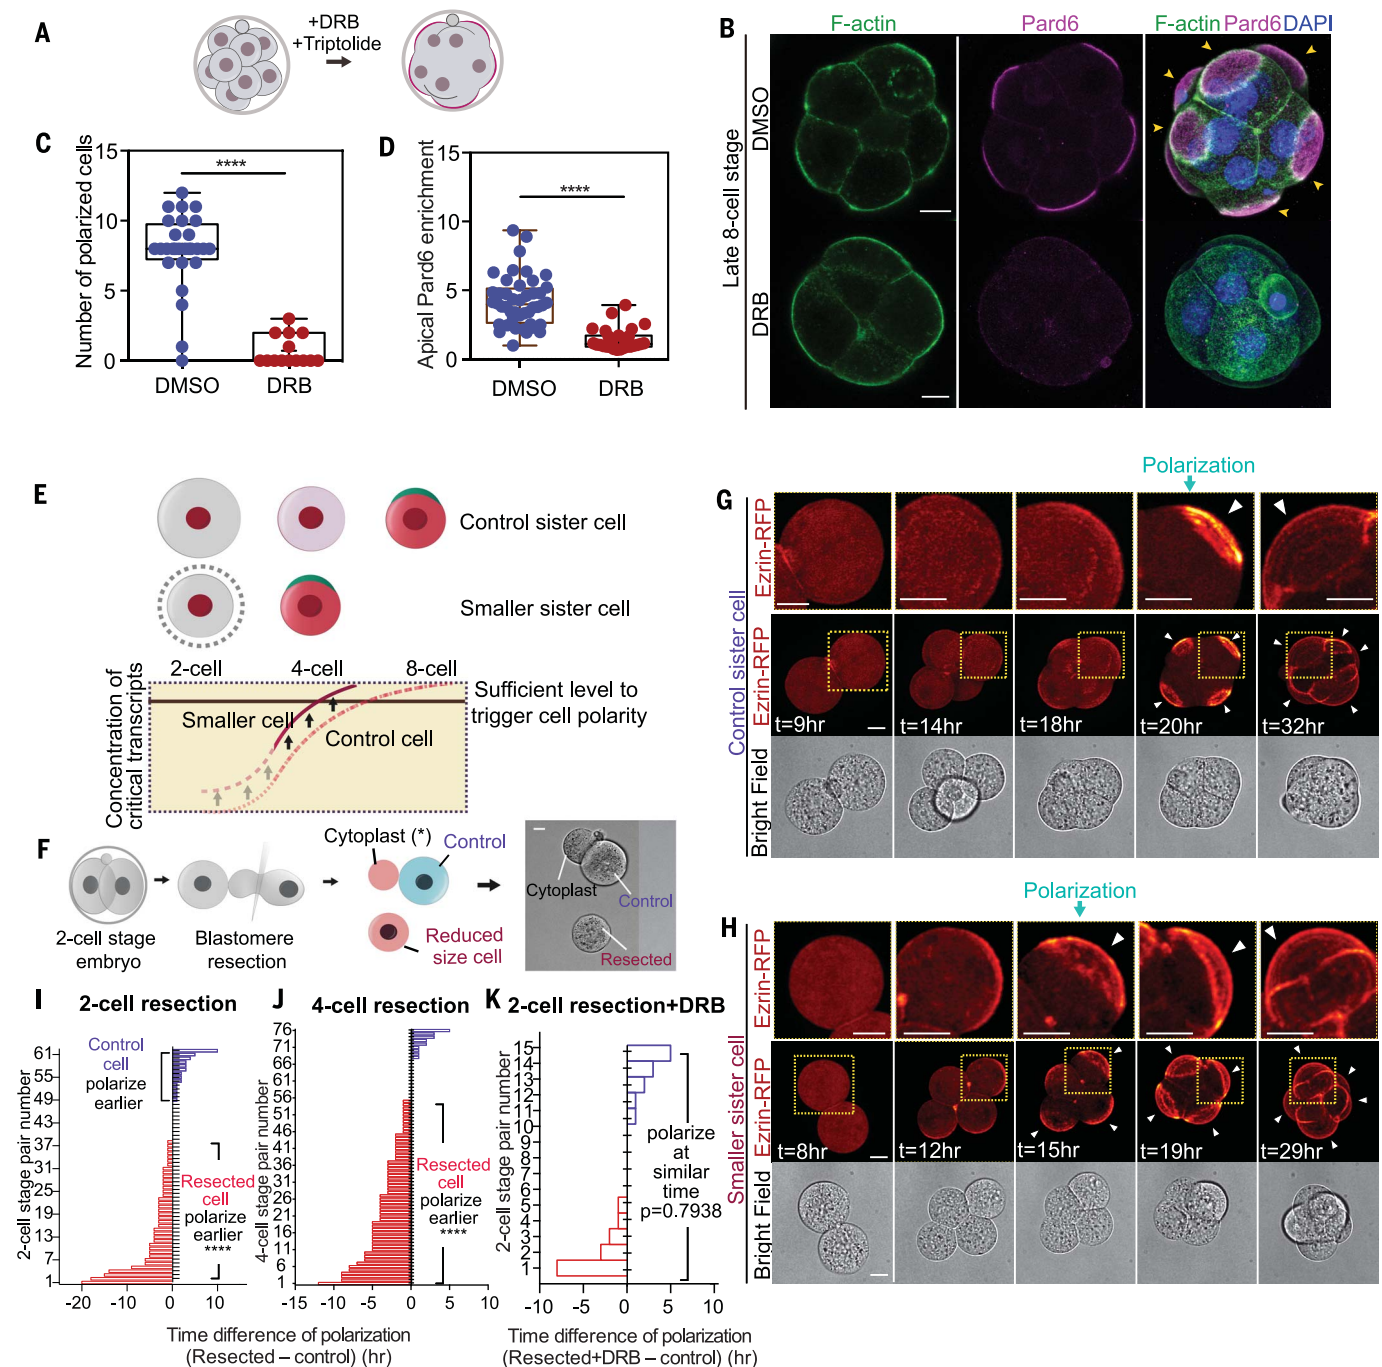 A
+DRB
+Triptolide
B
F-actin
Pard6
F-actin Pard6 DAPI
Late 8-cell stage
DMSO
DRB
C
Number of polarized cells
15
10
5
0
****
DMSO
DRB
D
Apical Pard6 enrichment
15
10
5
0
****
DMSO
DRB
E
Control sister cell
Smaller sister cell
2-cell
4-cell
8-cell
Concentration of
critical transcripts
Smaller cell
Control cell
Sufficient level to
trigger cell polarity
F
2-cell stage
embryo
Blastomere
resection
Cytoplast (*)
Control
Reduced
size cell
Cytoplast
Control
Resected
G
Polarization
Control sister cell
Ezrin-RFP
Ezrin-RFP
Bright Field
t=9hr
t=14hr
t=18hr
t=20hr
t=32hr
H
Polarization
Smaller sister cell
Ezrin-RFP
Ezrin-RFP
Bright Field
t=8hr
t=12hr
t=15hr
t=19hr
t=29hr
I
2-cell resection
2-cell stage pair number
61
55
49
37
31
25
19
13
7
1
Control
cell
polarize
earlier
Resected
cell
polarize
earlier
****
-20
-10
0
10
J
4-cell resection
4-cell stage pair number
76
71
66
61
56
51
46
41
36
31
26
21
16
11
6
1
Resected
cell
polarize
earlier
****
-15
-10
-5
0
5
10
Time difference of polarization
(Resected – control) (hr)
K
2-cell resection+DRB
2-cell stage pair number
15
14
13
12
11
10
9
8
7
6
5
4
3
2
1
polarize
at
similar
time
p=0.7938
-10
-5
0
5
10
Time difference of polarization
(Resected+DRB – control) (hr)